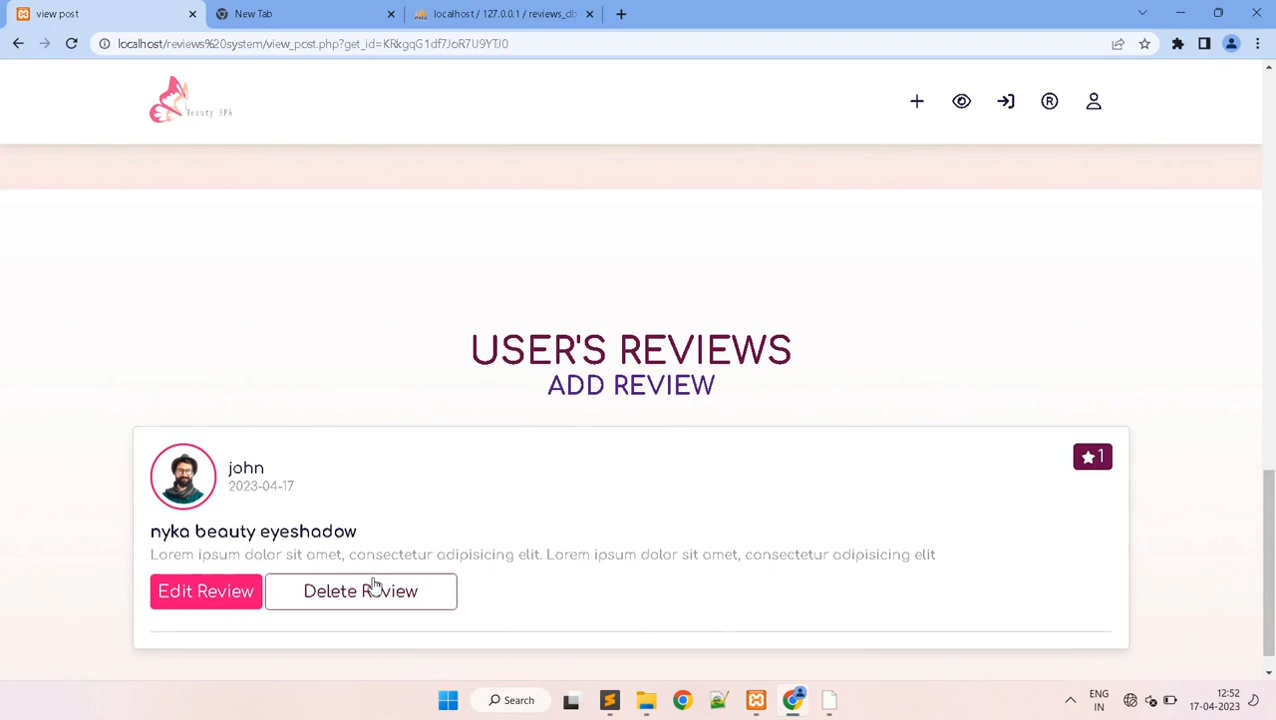 view post
New Tab
localhost / 127.0.0.1 / reviews_db
localhost/reviews%20system/view_post.php?get_id=KRkgqG1df7JoR7U9YTJ0
Beauty SPA
R
USER'S REVIEWS
ADD REVIEW
john
1
2023-04-17
nyka beauty eyeshadow
Lorem ipsum dolor sit amet, consectetur adipisicing elit. Lorem ipsum dolor sit amet, consectetur adipisicing elit
Edit Review
Delete Review
Search
ENG
IN
12:52
17-04-2023